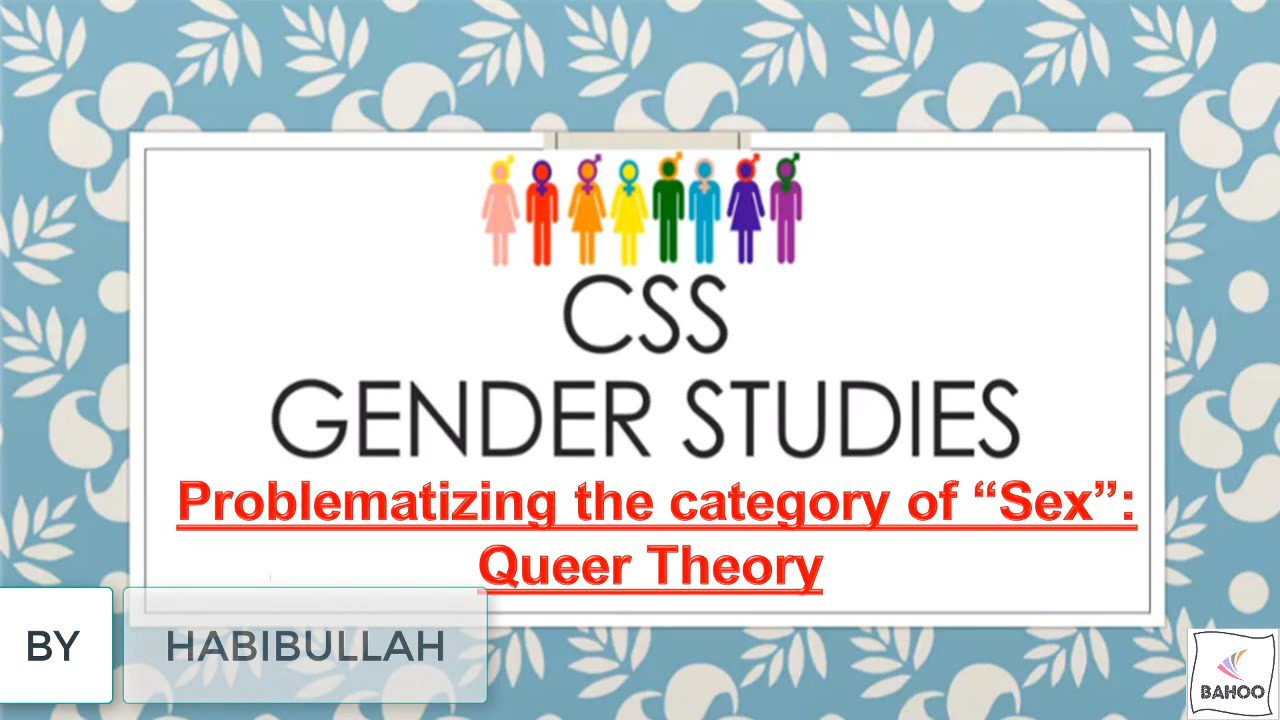 CSS
GENDER STUDIES
Problematizing the category of “Sex”:
Queer Theory
BY HABIBULLAH
BAHOO